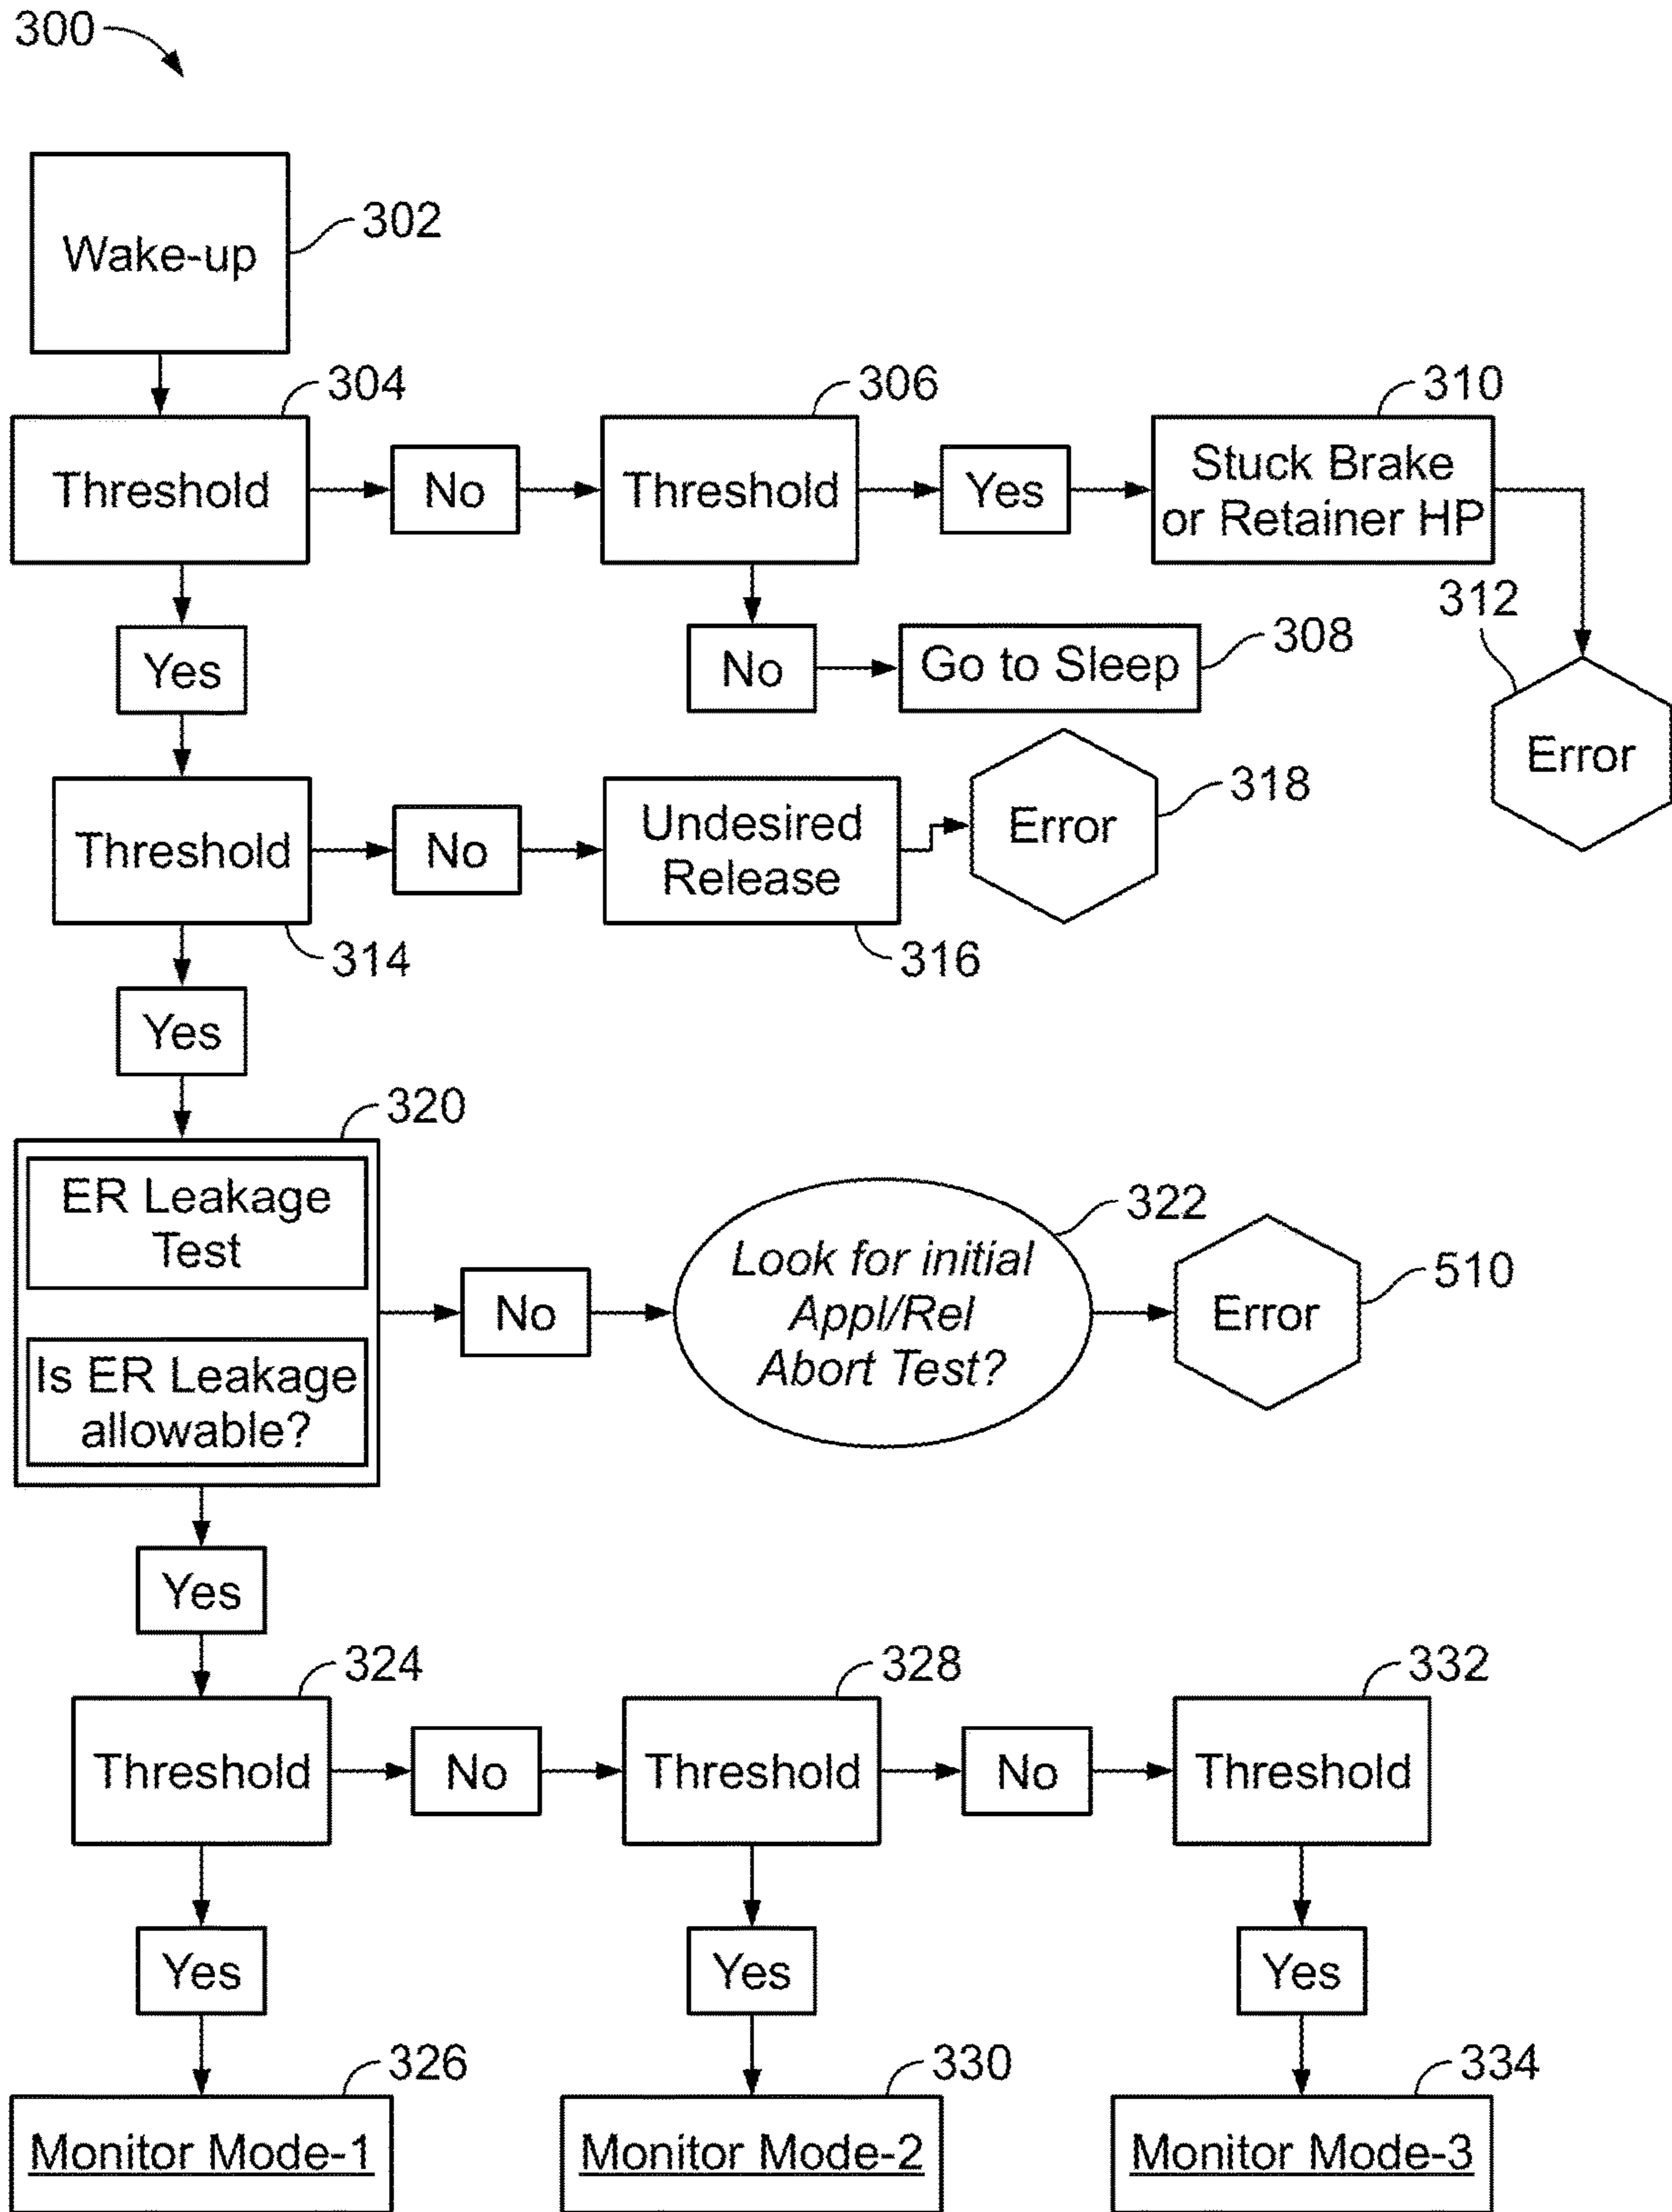 300
Wake-up
302
304
306
310
Threshold
No
Threshold
Yes
Stuck Brake
or Retainer HP
312
Yes
No
Go to Sleep
308
Error
318
Threshold
No
Undesired
Release
Error
314
316
Yes
320
ER Leakage
Test
322
Look for initial
Appl/Rel
Abort Test?
510
No
Error
Is ER Leakage
allowable?
Yes
324
328
332
Threshold
No
Threshold
No
Threshold
Yes
Yes
Yes
326
330
334
Monitor Mode-1
Monitor Mode-2
Monitor Mode-3